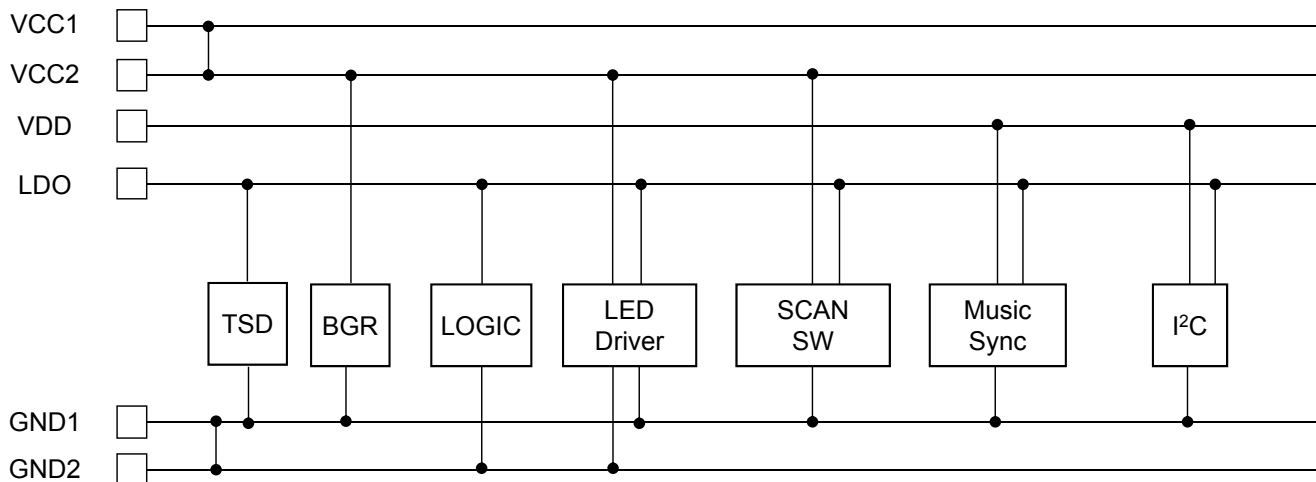 VCC1
VCC2
VDD
LDO
TSD
BGR
LOGIC
LED
Driver
SCAN
SW
Music
Sync
I²C
GND1
GND2